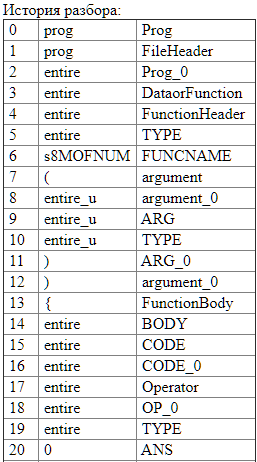 История разбора:
0 prog Prog
1 prog FileHeader
2 entire Prog_0
3 entire DataorFunction
4 entire FunctionHeader
5 entire TYPE
6 s8MOFNUM FUNCNAME
7 ( argument
8 entire_u argument_0
9 entire_u ARG
10 entire_u TYPE
11 ) ARG_0
12 ) argument_0
13 { FunctionBody
14 entire BODY
15 entire CODE
16 entire CODE_0
17 entire Operator
18 entire OP_0
19 entire TYPE
20 0 ANS